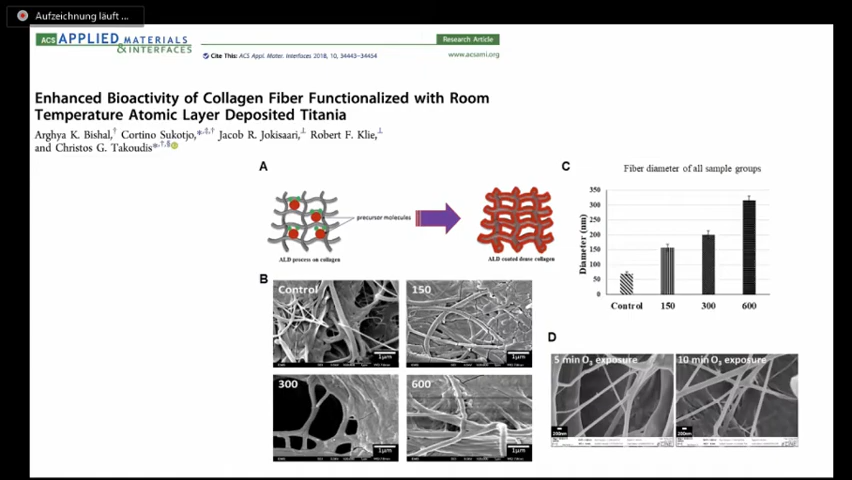 Aufzeichnung läuft ...
ACS APPLIED MATERIALS
& INTERFACES
Cite This: ACS Appl. Mater. Interfaces 2018, 10, 34443−34454
Research Article
www.acsami.org
Enhanced Bioactivity of Collagen Fiber Functionalized with Room
Temperature Atomic Layer Deposited Titania
Arghya K. Bishal,† Cortino Sukotjo,*,‡,† Jacob R. Jokisaari,⊥ Robert F. Klie,⊥
and Christos G. Takoudis*,†,§
A
precursor molecules
ALD process on collagen
ALD coated dense collagen
B
Control
1µm
150
1µm
300
1µm
600
1µm
C
Fiber diameter of all sample groups
Diameter (nm)
350
300
250
200
150
100
50
0
Control
150
300
600
D
5 min O3 exposure
200nm
10 min O3 exposure
200nm